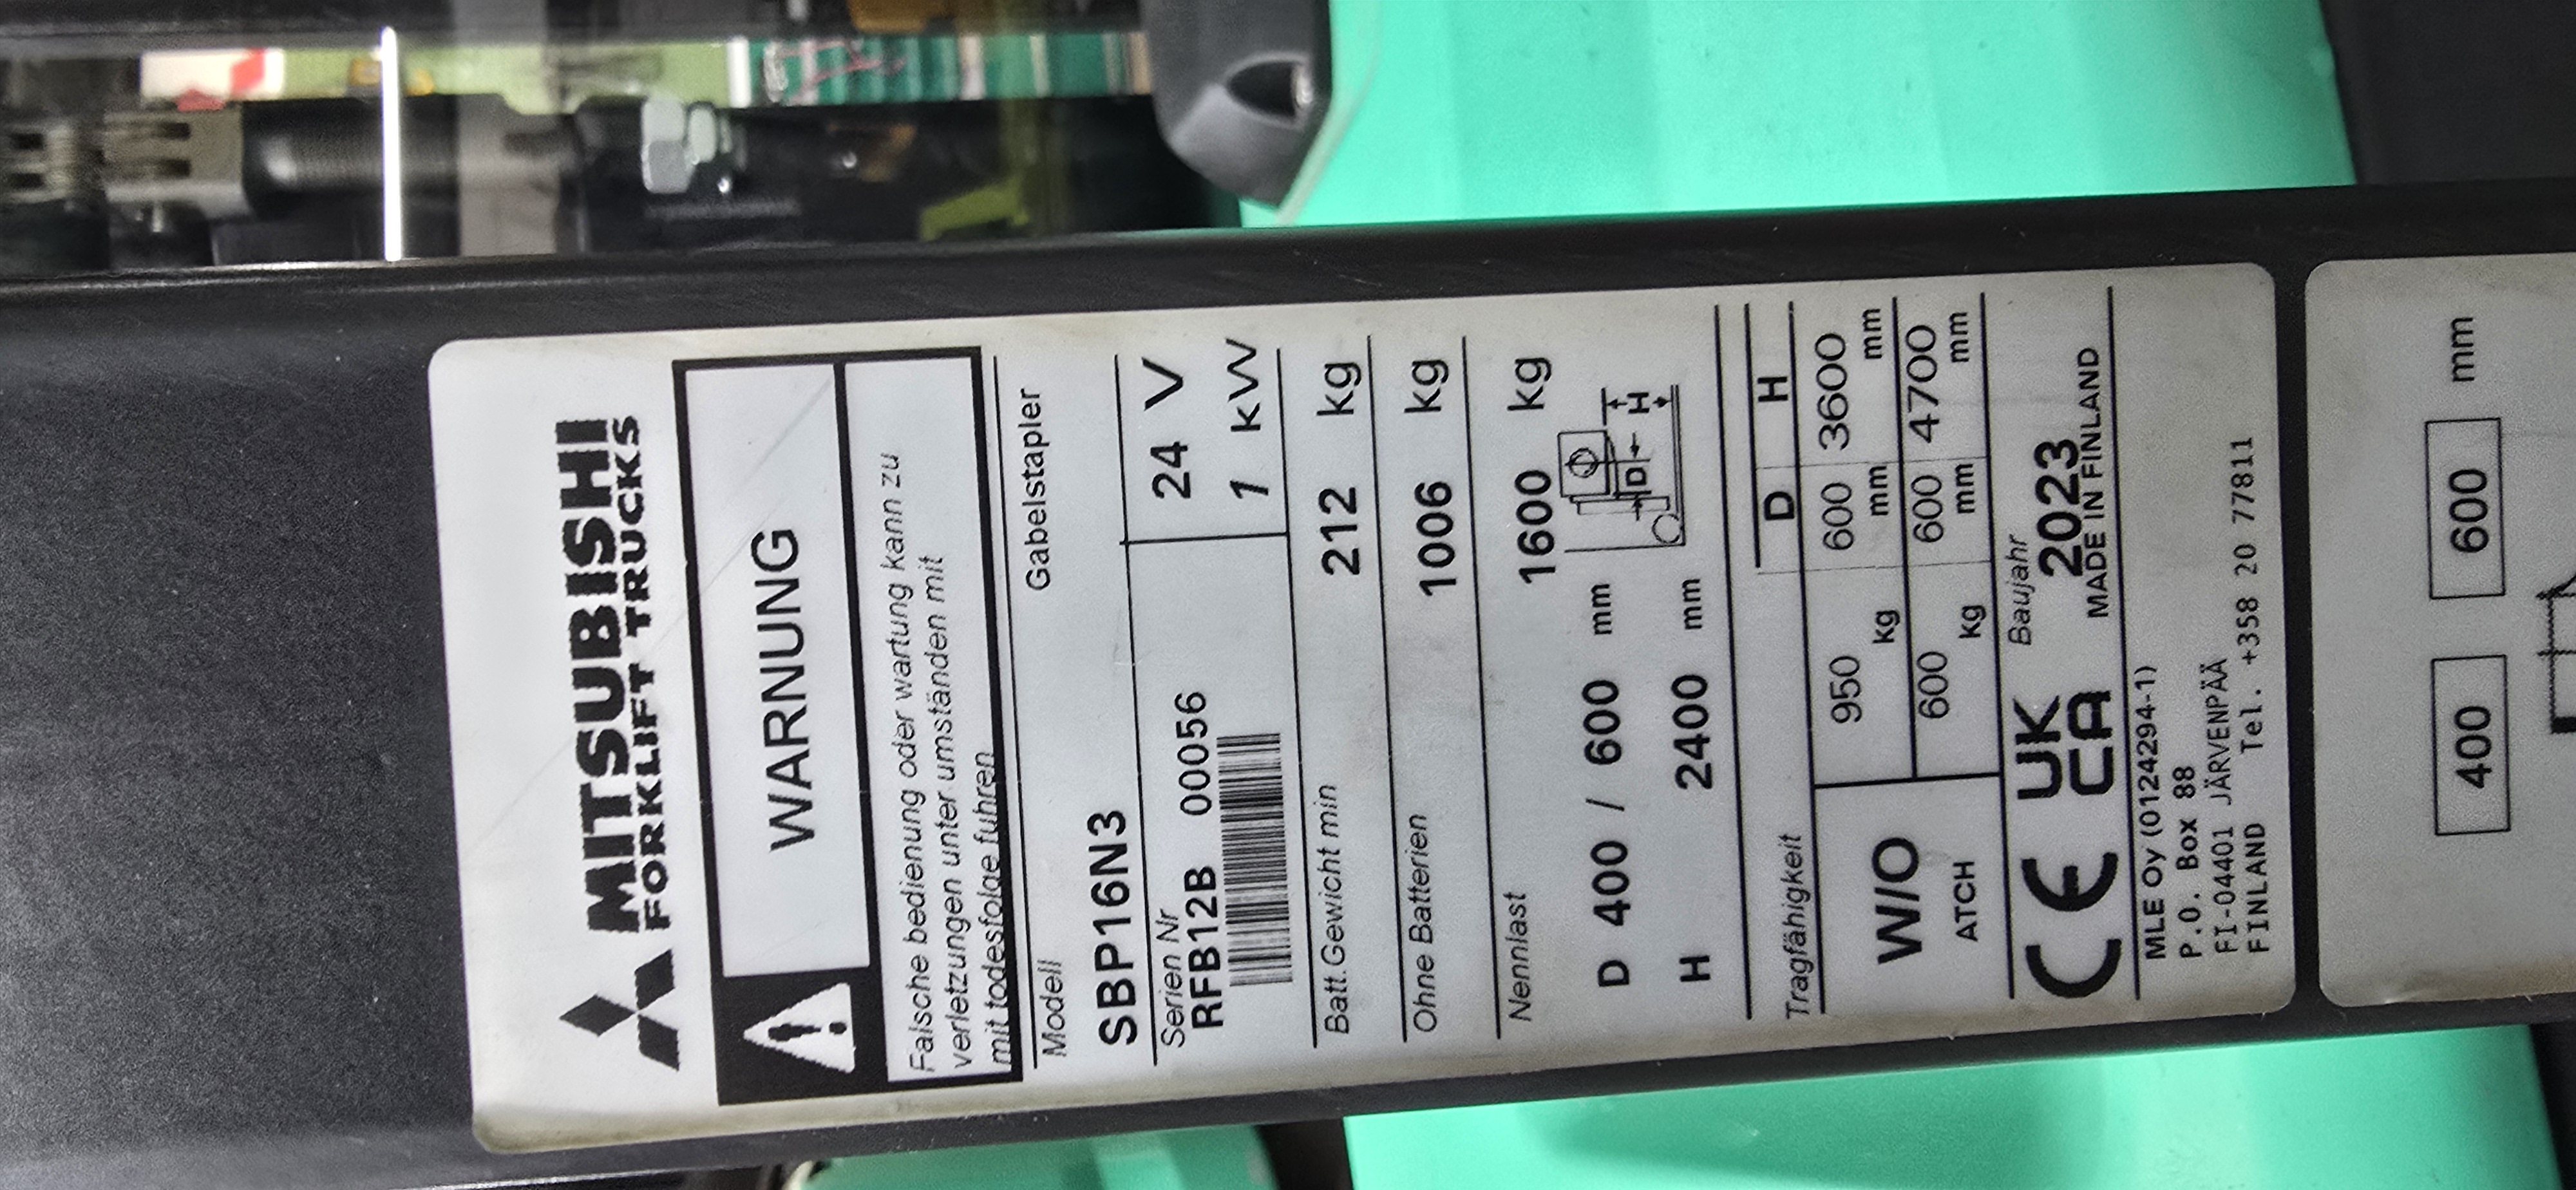 MITSUBISHI
FORKLIFT TRUCKS
WARNUNG
Falsche bedienung oder wartung kann zu
verletzungen unter umständen mit
mit todesfolge fuhren
Gabelstapler
Modell
SBP16N3
Serien Nr
24 V
RFB12B 00056
1 kW
Batt.Gewicht min
212 kg
Ohne Batterien
1006 kg
Nennlast
1600 kg
D 400 / 600 mm
D
H
H 2400 mm
Tragfähigkeit
D H
W/O
ATCH
950 kg 600 mm 3600 mm
600 kg 600 mm 4700 mm
CE UK CA
Baujahr
2023
MADE IN FINLAND
MLE Oy (0124294-1)
P.O. Box 88
FI-04401 JÄRVENPÄÄ
FINLAND Tel. +358 20 77811
400 600 mm